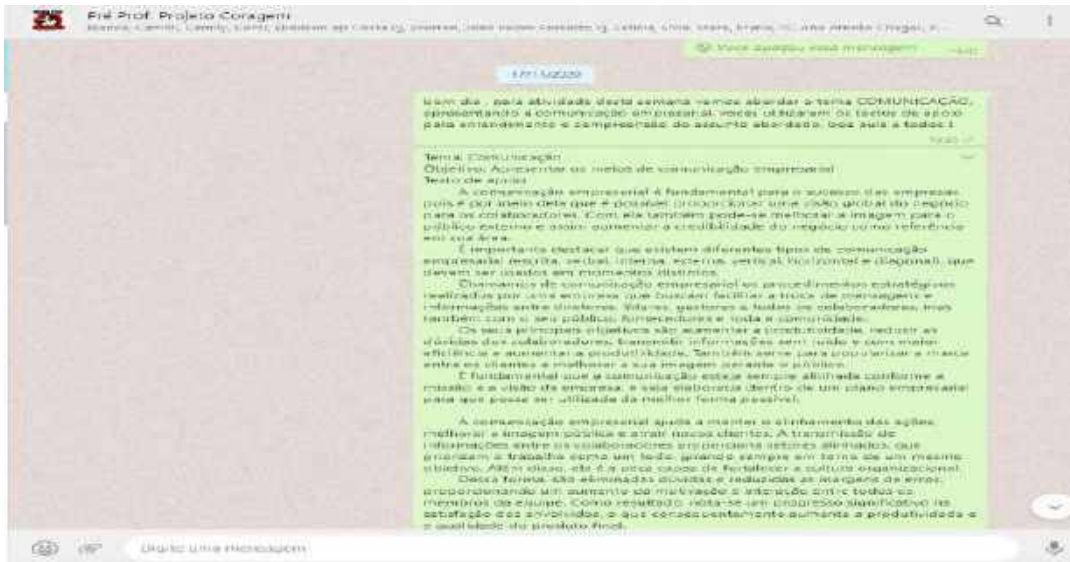 Pré Prof. Projeto Coragem
Você apagou essa mensagem
Bom dia, para atividade desta semana vamos abordar o tema COMUNICAÇÃO,
apresentando a comunicação empresarial, voces utilizaram os textos de apoio
para entendimento e compreensão do assunto abordado, boa aula a todos !
Tema: Comunicação
Objetivo: Apresentar os meios de comunicação empresarial
Texto de apoio
A comunicação empresarial é fundamental para o sucesso das empresas
pois é por meio dela que é possível proporcionar uma visão global do negócio
para os colaboradores. Com ela também pode-se melhorar a imagem para o
público externo e assim aumentar a credibilidade do negócio como referência
em sua área.
É importante destacar que existem diferentes tipos de comunicação
empresarial (escrita, verbal, interna, externa, vertical, horizontal e diagonal), que
devem ser usados em momentos distintos.
Chamamos de comunicação empresarial os procedimentos estratégicos
realizados por uma empresa que buscam facilitar a troca de mensagens e
informações entre diretores, líderes, gestores e todos os colaboradores, mas
também com o seu público, fornecedores e toda a comunidade.
Os seus principais objetivos são aumentar a produtividade, reduzir as
dúvidas dos colaboradores, transmitir informações sem ruído e com maior
eficiência e aumentar a produtividade. Também serve para popularizar a marca
entre os clientes e melhorar a sua imagem perante o público.
É fundamental que a comunicação esteja sempre alinhada conforme a
missão e a visão da empresa, e seja elaborada dentro de um plano empresarial
para que possa ser utilizada da melhor forma possível.
A comunicação empresarial ajuda a manter o alinhamento das ações,
melhorar a imagem pública e atrair novos clientes. A transmissão de
informações entre os colaboradores proporciona setores alinhados, que
priorizam o trabalho como um todo, girando sempre em torno de um mesmo
objetivo. Além disso, ela é a peça capaz de fortalecer a cultura organizacional.
Dessa forma, são eliminadas dúvidas e reduzidas as margens de erros,
proporcionando um aumento da motivação e interação entre todos os
membros da equipe. Como resultado, nota-se um progresso significativo na
satisfação dos envolvidos, o que consequentemente aumenta a produtividade e
a qualidade do produto final.
Digite uma mensagem